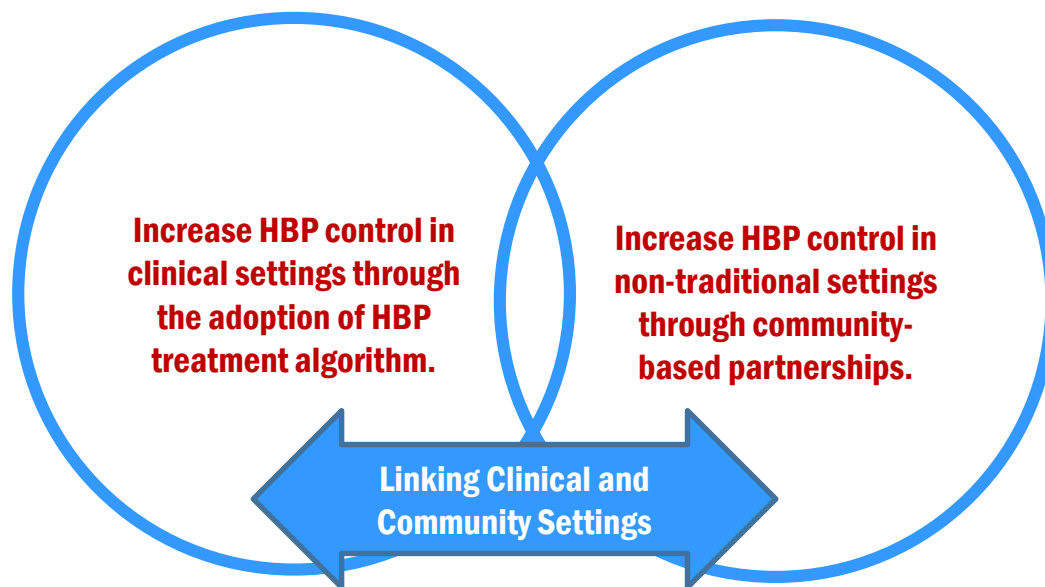 Increase HBP control in
clinical settings through
the adoption of HBP
treatment algorithm.
Increase HBP control in
non-traditional settings
through community-
based partnerships.
Linking Clinical and
Community Settings